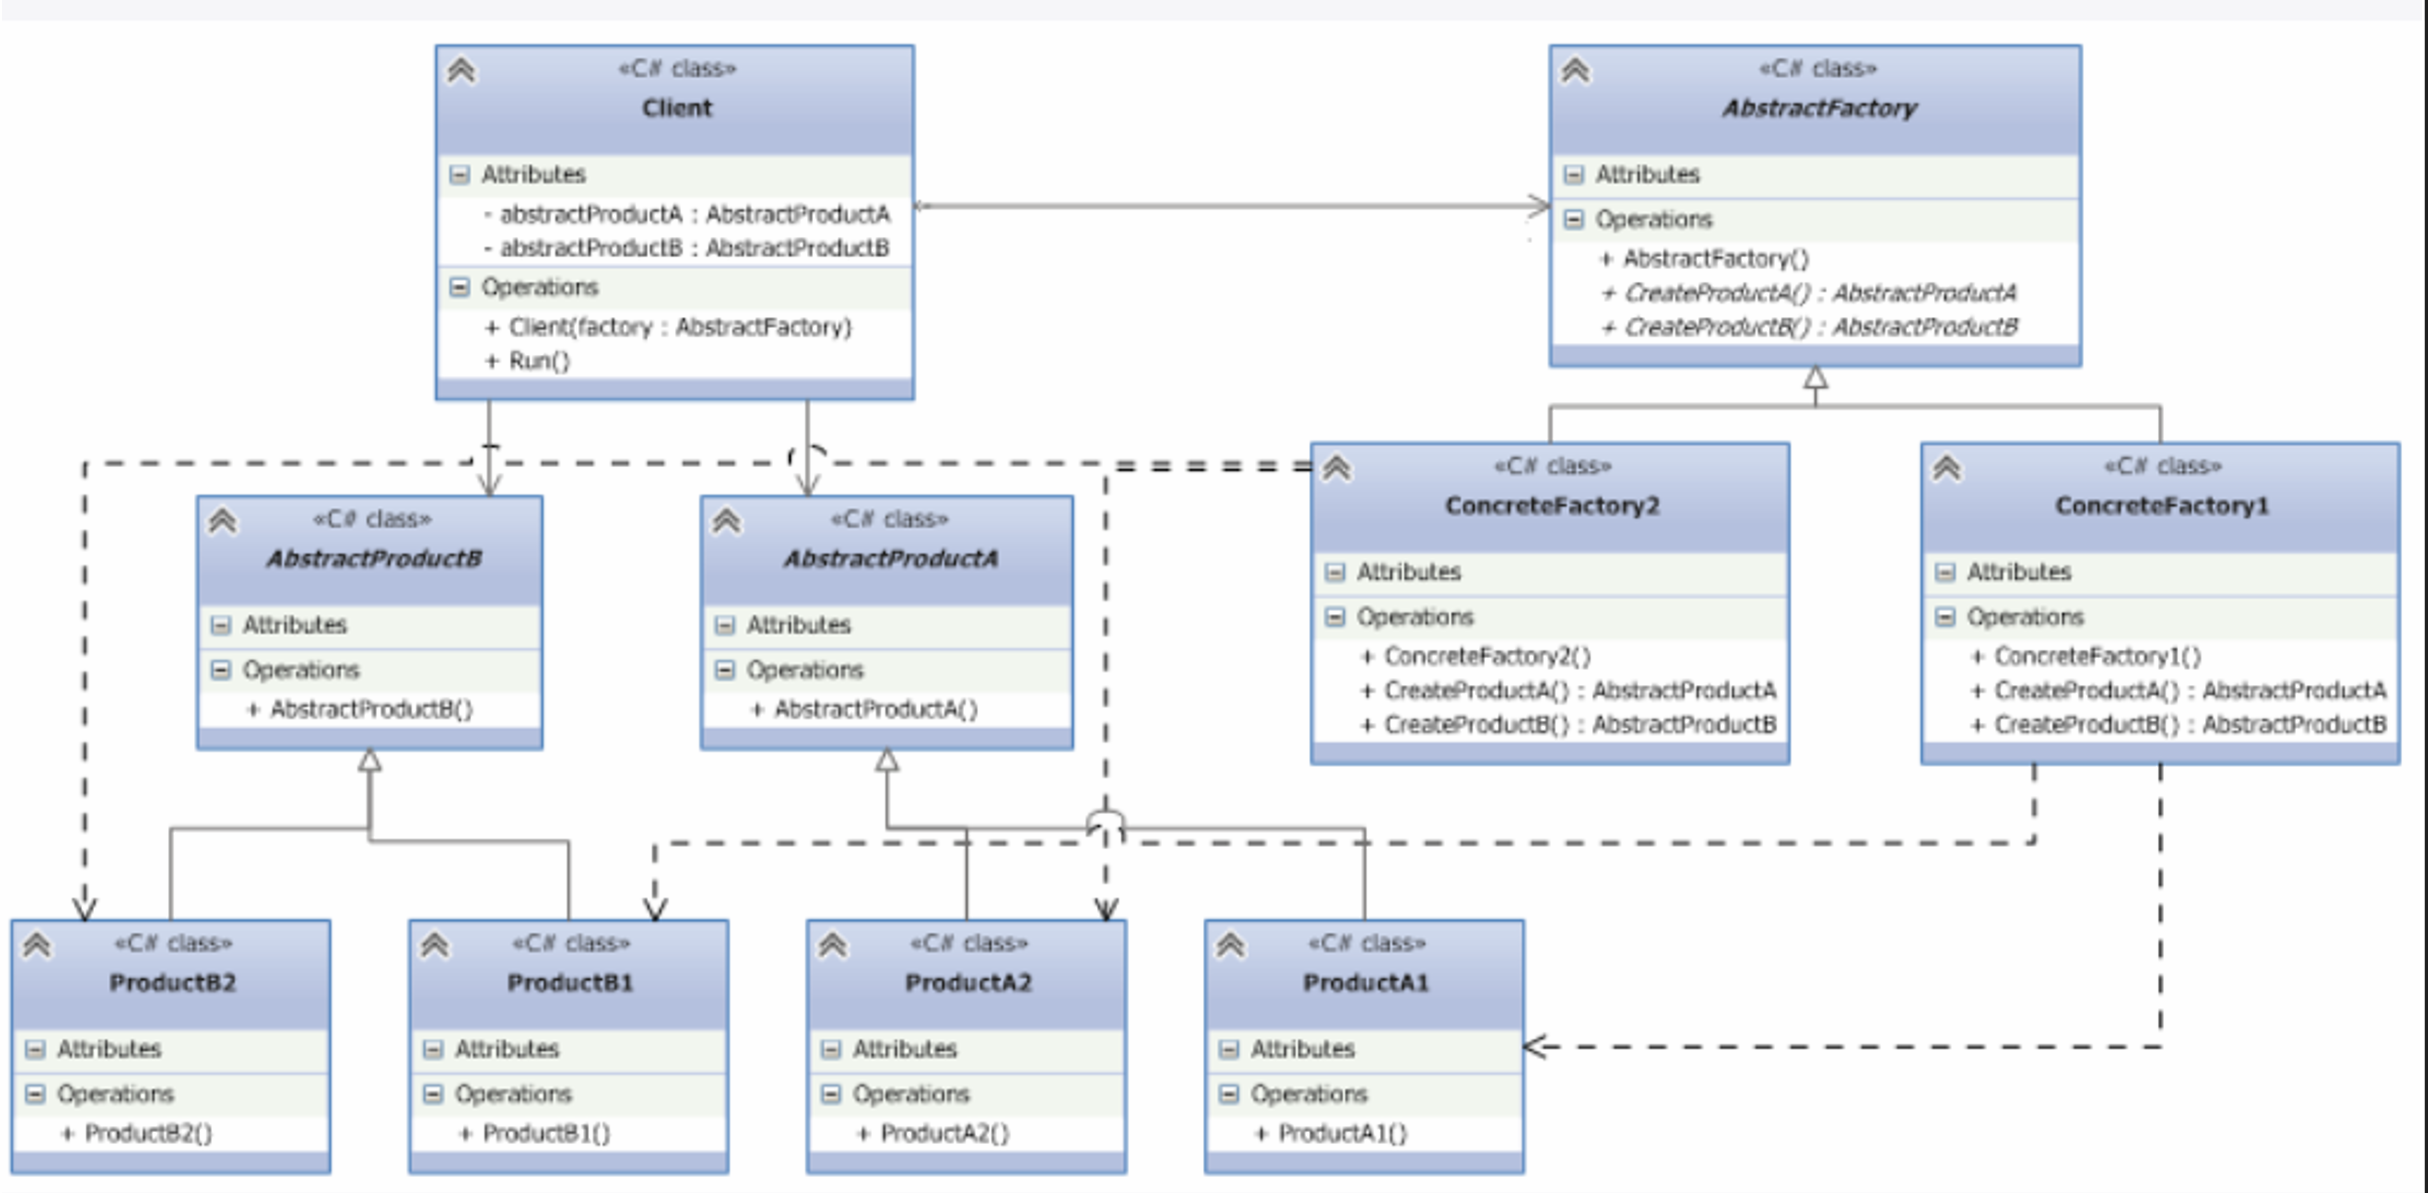 «C# class»
Client
Attributes
- abstractProductA : AbstractProductA
- abstractProductB : AbstractProductB
Operations
+ Client(factory : AbstractFactory)
+ Run()
«C# class»
AbstractFactory
Attributes
Operations
+ AbstractFactory()
+ CreateProductA() : AbstractProductA
+ CreateProductB() : AbstractProductB
«C# class»
AbstractProductB
Attributes
Operations
+ AbstractProductB()
«C# class»
AbstractProductA
Attributes
Operations
+ AbstractProductA()
«C# class»
ConcreteFactory2
Attributes
Operations
+ ConcreteFactory2()
+ CreateProductA() : AbstractProductA
+ CreateProductB() : AbstractProductB
«C# class»
ConcreteFactory1
Attributes
Operations
+ ConcreteFactory1()
+ CreateProductA() : AbstractProductA
+ CreateProductB() : AbstractProductB
«C# class»
ProductB2
Attributes
Operations
+ ProductB2()
«C# class»
ProductB1
Attributes
Operations
+ ProductB1()
«C# class»
ProductA2
Attributes
Operations
+ ProductA2()
«C# class»
ProductA1
Attributes
Operations
+ ProductA1()